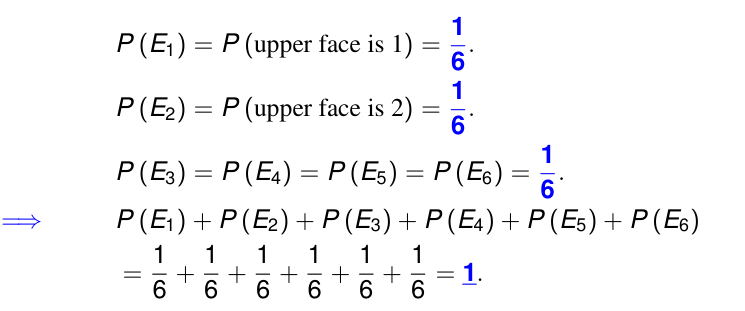 P(E₁) = P(upper face is 1) = 1/6.
P(E₂) = P(upper face is 2) = 1/6.
P(E₃) = P(E₄) = P(E₅) = P(E₆) = 1/6.
⟹ P(E₁) + P(E₂) + P(E₃) + P(E₄) + P(E₅) + P(E₆)
= 1/6 + 1/6 + 1/6 + 1/6 + 1/6 + 1/6 = 1.